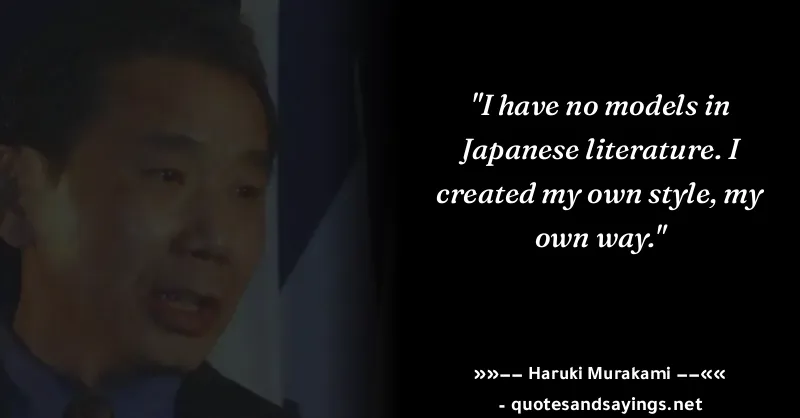 "I have no models in
Japanese literature. I
created my own style, my
own way."
»»–– Haruki Murakami ––««
- quotesandsayings.net